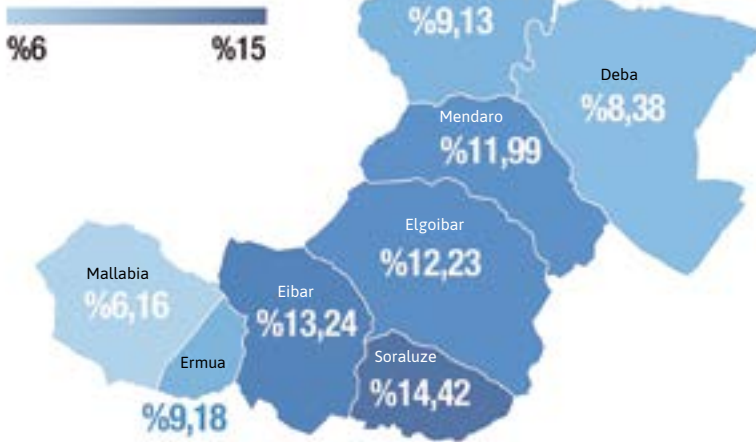 %6 %15
%9,13
Deba
%8,38
Mendaro
%11,99
Elgoibar
%12,23
Mallabia
%6,16
Eibar
%13,24
Ermua
%9,18
Soraluze
%14,42